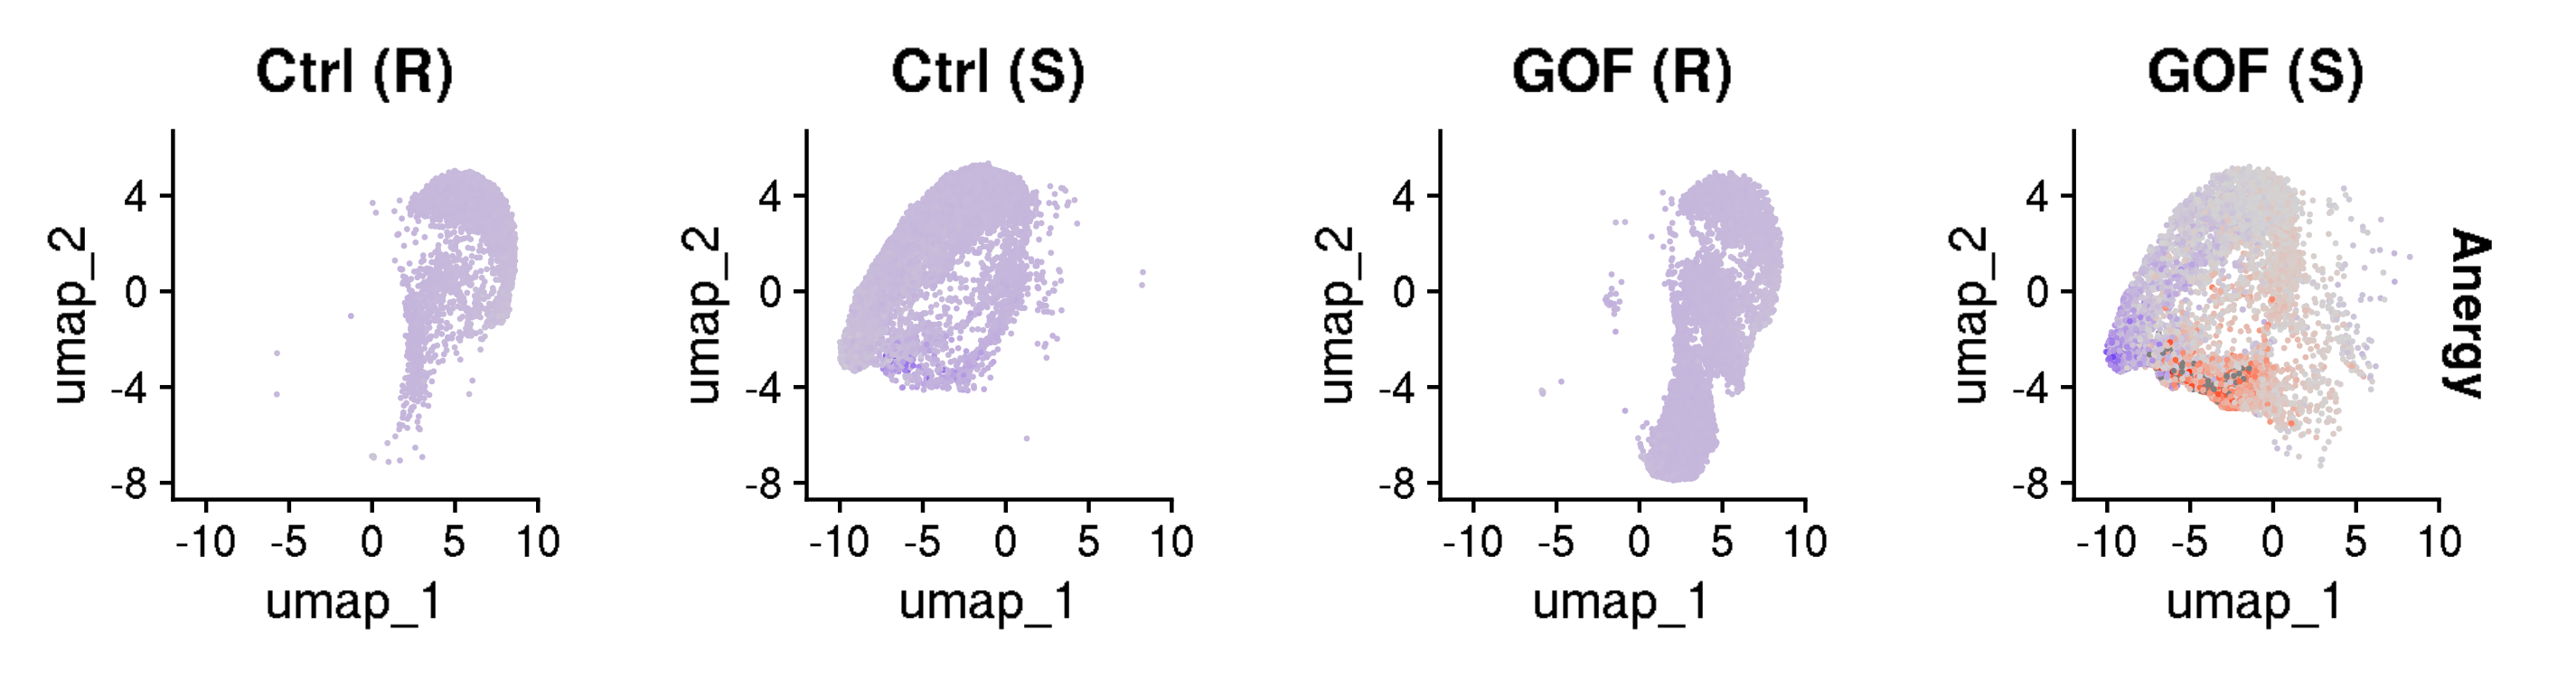 Ctrl (R)
Ctrl (S)
GOF (R)
GOF (S)
umap_2
4
0
-4
-8
-10 -5 0 5 10
umap_1
umap_2
4
0
-4
-8
-10 -5 0 5 10
umap_1
umap_2
4
0
-4
-8
-10 -5 0 5 10
umap_1
umap_2
4
0
-4
-8
-10 -5 0 5 10
umap_1
Anergy